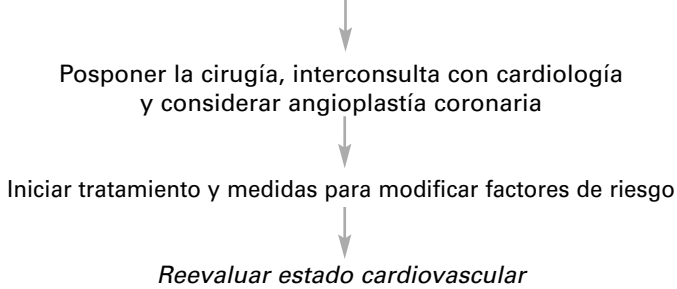 Posponer la cirugía, interconsulta con cardiología
y considerar angioplastía coronaria
Iniciar tratamiento y medidas para modificar factores de riesgo
Reevaluar estado cardiovascular